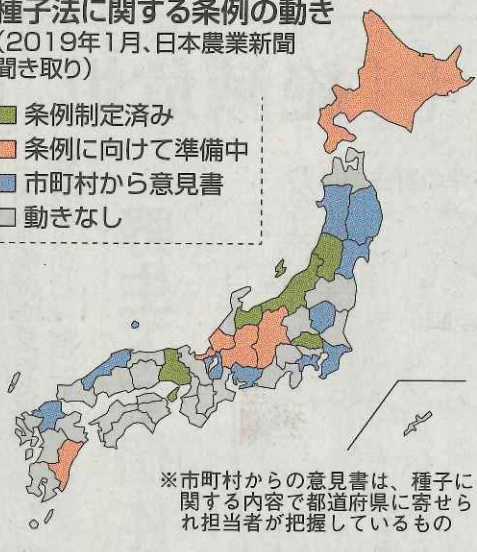 種子法に関する条例の動き
(2019年1月、日本農業新聞
聞き取り)
条例制定済み
条例に向けて準備中
市町村から意見書
動きなし
※市町村からの意見書は、種子に
関する内容で都道府県に寄せら
れ担当者が把握しているもの